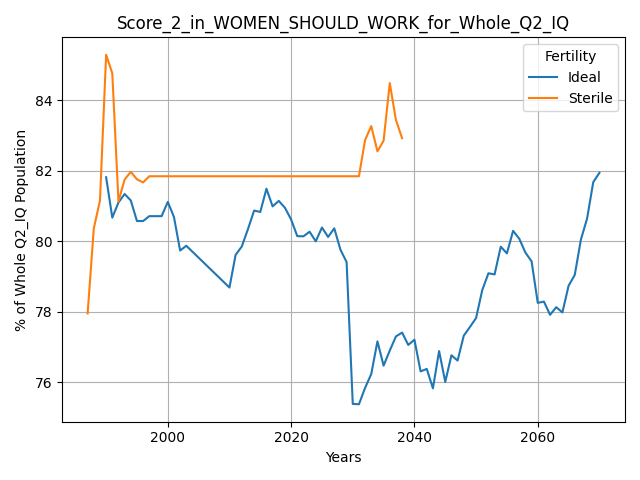 Score_2_in_WOMEN_SHOULD_WORK_for_Whole_Q2_IQ
Fertility
Ideal
Sterile
% of Whole Q2_IQ Population
84
82
80
78
76
2000
2020
2040
2060
Years